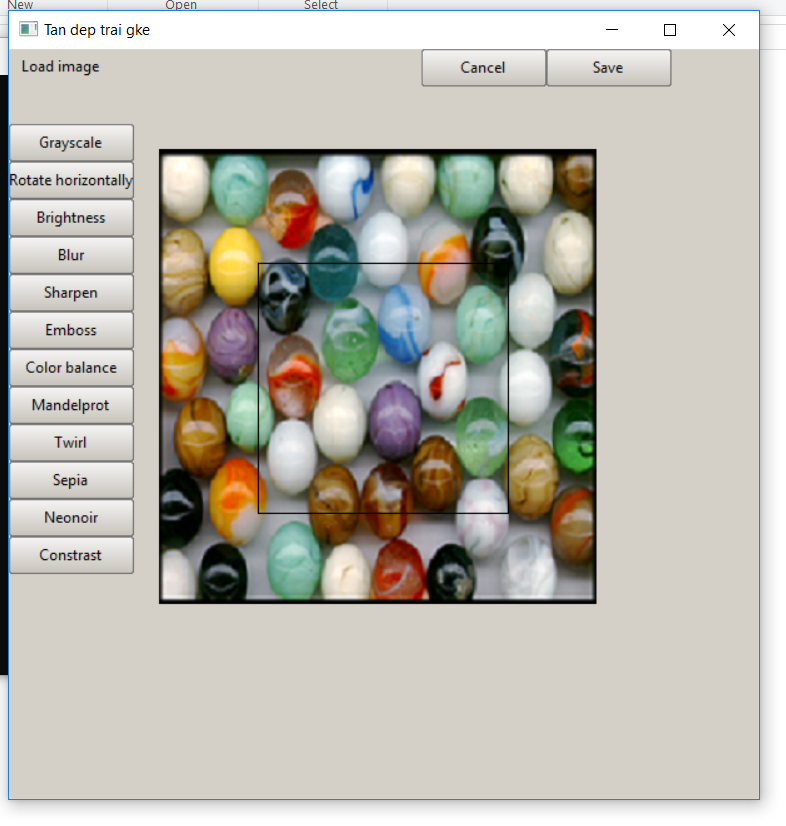 New Open Select
Tan dep trai gke
Load image
Cancel Save
Grayscale
Rotate horizontally
Brightness
Blur
Sharpen
Emboss
Color balance
Mandelprot
Twirl
Sepia
Neonoir
Constrast